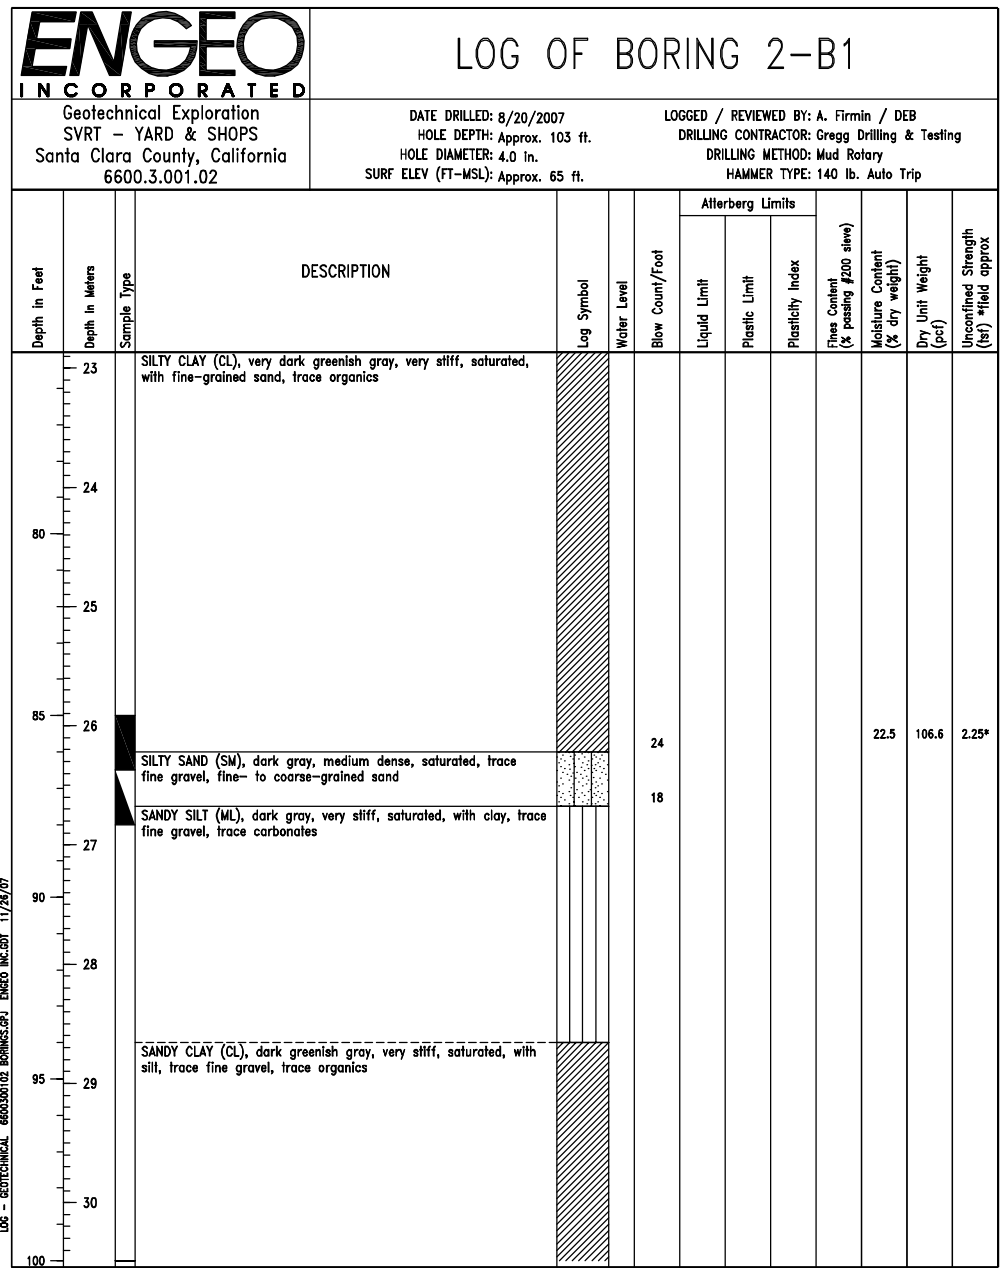 ENGEO
INCORPORATED
LOG OF BORING 2-B1
Geotechnical Exploration
SVRT - YARD & SHOPS
Santa Clara County, California
6600.3.001.02
DATE DRILLED: 8/20/2007
HOLE DEPTH: Approx. 103 ft.
HOLE DIAMETER: 4.0 in.
SURF ELEV (FT-MSL): Approx. 65 ft.
LOGGED / REVIEWED BY: A. Firmin / DEB
DRILLING CONTRACTOR: Gregg Drilling & Testing
DRILLING METHOD: Mud Rotary
HAMMER TYPE: 140 lb. Auto Trip
Depth in Feet
Depth in Meters
Sample Type
DESCRIPTION
Log Symbol
Water Level
Blow Count/Foot
Atterberg Limits
Liquid Limit
Plastic Limit
Plasticity Index
Fines Content
(% passing #200 sieve)
Moisture Content
(% dry weight)
Dry Unit Weight
(pcf)
Unconfined Strength
(tsf) *field approx
SILTY CLAY (CL), very dark greenish gray, very stiff, saturated,
with fine-grained sand, trace organics
23
24
80
25
85
26
24
22.5 106.6 2.25*
SILTY SAND (SM), dark gray, medium dense, saturated, trace
fine gravel, fine- to coarse-grained sand
18
SANDY SILT (ML), dark gray, very stiff, saturated, with clay, trace
fine gravel, trace carbonates
27
90
28
SANDY CLAY (CL), dark greenish gray, very stiff, saturated, with
silt, trace fine gravel, trace organics
95
29
30
100
LOG - GEOTECHNICAL 6600300102 BORINGS.GPJ ENGEO INC.GDT 11/26/07